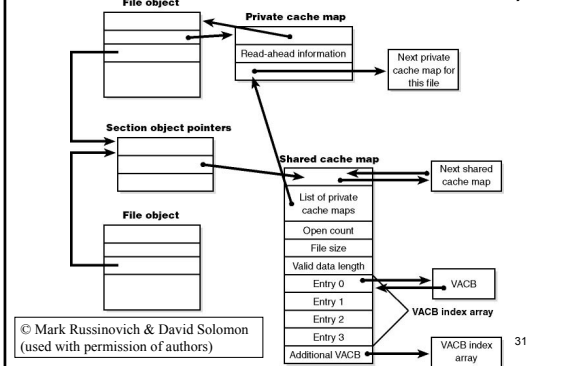 File object
Private cache map
Read-ahead information
Next private
cache map for
this file
Section object pointers
Shared cache map
Next shared
cache map
List of private
cache maps
Open count
File size
Valid data length
File object
Entry 0
VACB
Entry 1
VACB index array
Entry 2
Entry 3
Additional VACB
VACB index
array
© Mark Russinovich & David Solomon
(used with permission of authors)
31